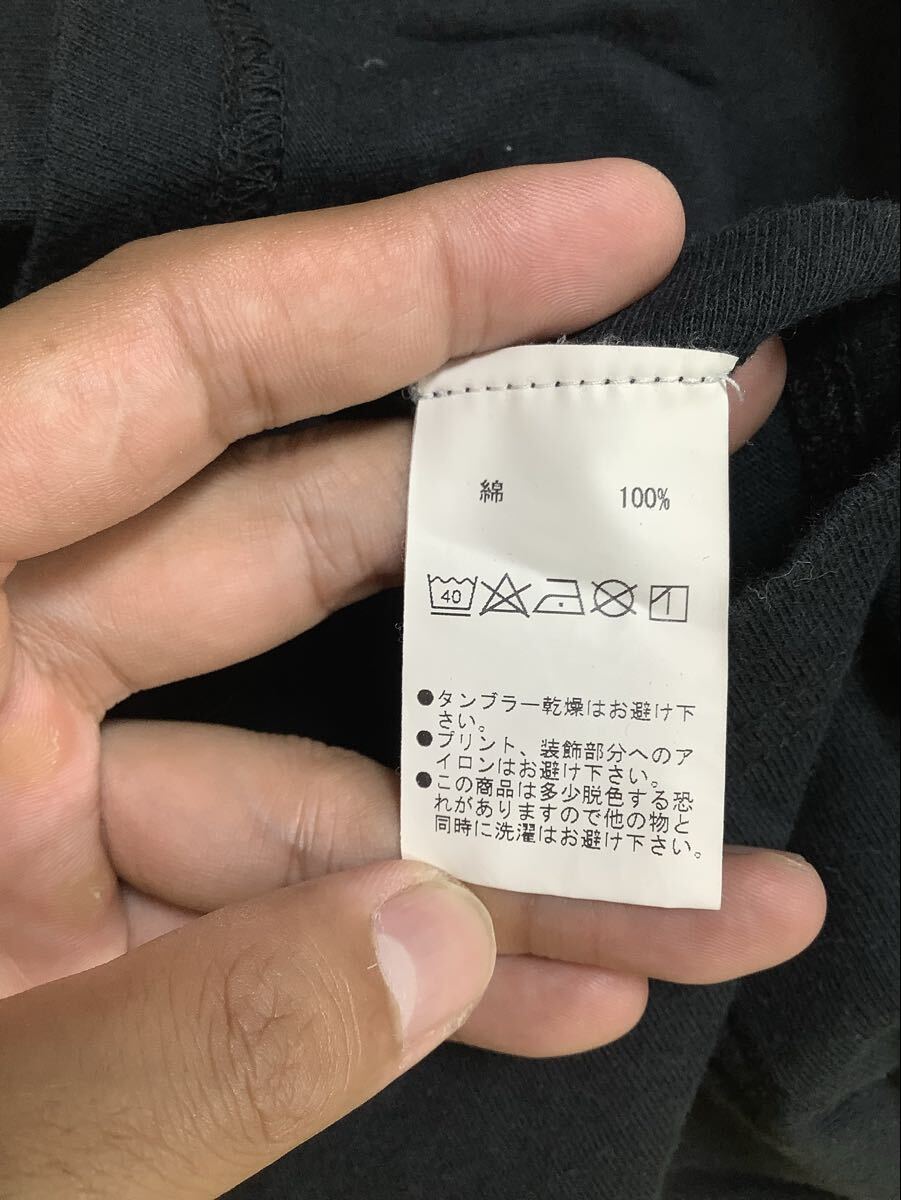 綿 100%
40
●タンブラー乾燥はお避け下
さい。
●プリント、装飾部分へのア
イロンはお避け下さい。
●この商品は多少脱色する恐
れがありますので他の物と
同時に洗濯はお避け下さい。